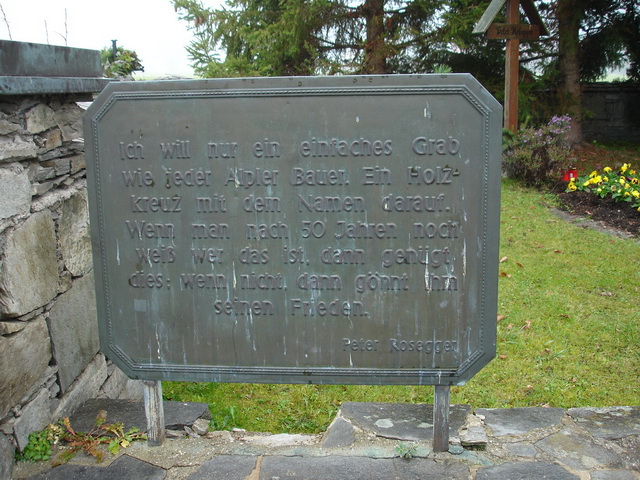 Ich will nur ein einfaches Grab
wie jeder Alpler Bauer. Ein Holz-
kreuz mit dem Namen darauf.
Wenn man nach 50 Jahren noch
weiß wer das ist, dann genügt
dies; wenn nicht, dann gönnt ihm
seinen Frieden.
Peter Rosegger